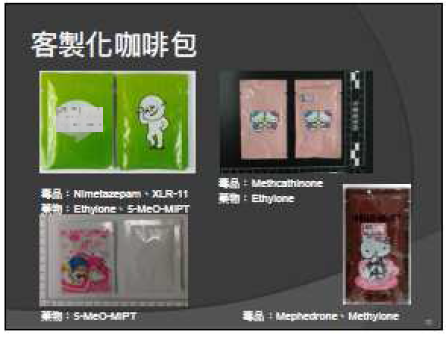 客製化咖啡包
毒品：Nimetazepam、XLR-11
藥物：Ethylone、5-MeO-MIPT
毒品：Methcathinone
藥物：Ethylone
藥物：5-MeO-MIPT
毒品：Mephedrone、Methylone